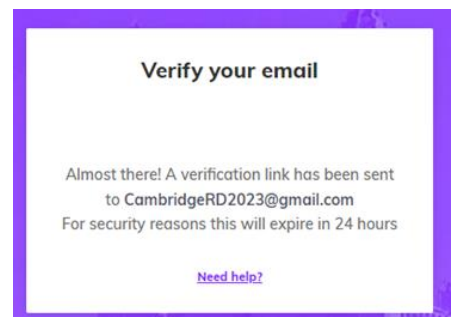 Verify your email
Almost there! A verification link has been sent
to CambridgeRD2023@gmail.com
For security reasons this will expire in 24 hours
Need help?